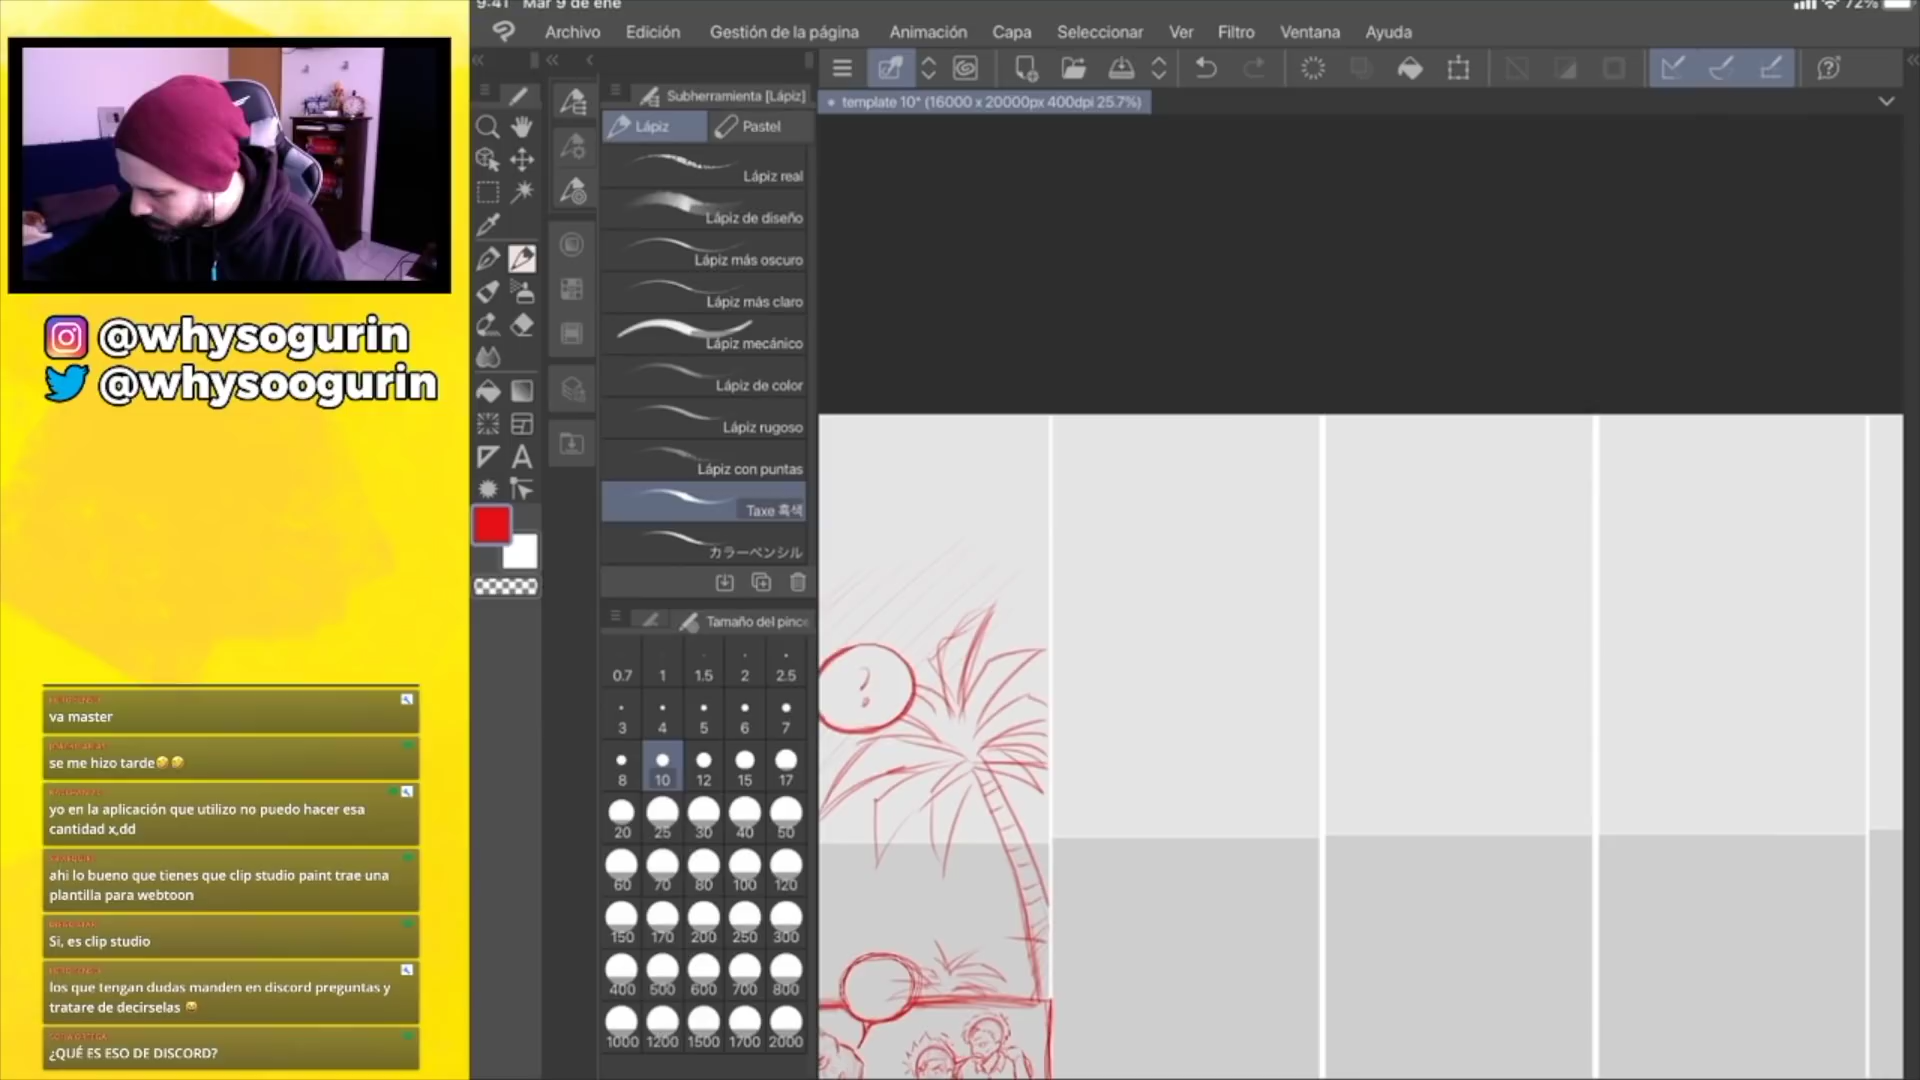 9:41 Mar 9 de ene
72%
Archivo Edición Gestión de la página Animación Capa Seleccionar Ver Filtro Ventana Ayuda
template 10* (16000 x 20000px 400dpi 25.7%)
Subherramienta [Lápiz]
Lápiz Pastel
Lápiz real
Lápiz de diseño
Lápiz más oscuro
Lápiz más claro
Lápiz mecánico
Lápiz de color
Lápiz rugoso
Lápiz con puntas
Taxe 흑색
カラーペンシル
Tamaño del pince
0.7 1 1.5 2 2.5
3 4 5 6 7
8 10 12 15 17
20 25 30 40 50
60 70 80 100 120
150 170 200 250 300
400 500 600 700 800
1000 1200 1500 1700 2000
@whysogurin
@whysoogurin
va master
se me hizo tarde🤣🤣
yo en la aplicación que utilizo no puedo hacer esa
cantidad x,dd
ahi lo bueno que tienes que clip studio paint trae una
plantilla para webtoon
Si, es clip studio
los que tengan dudas manden en discord preguntas y
tratare de decirselas
¿QUÉ ES ESO DE DISCORD?